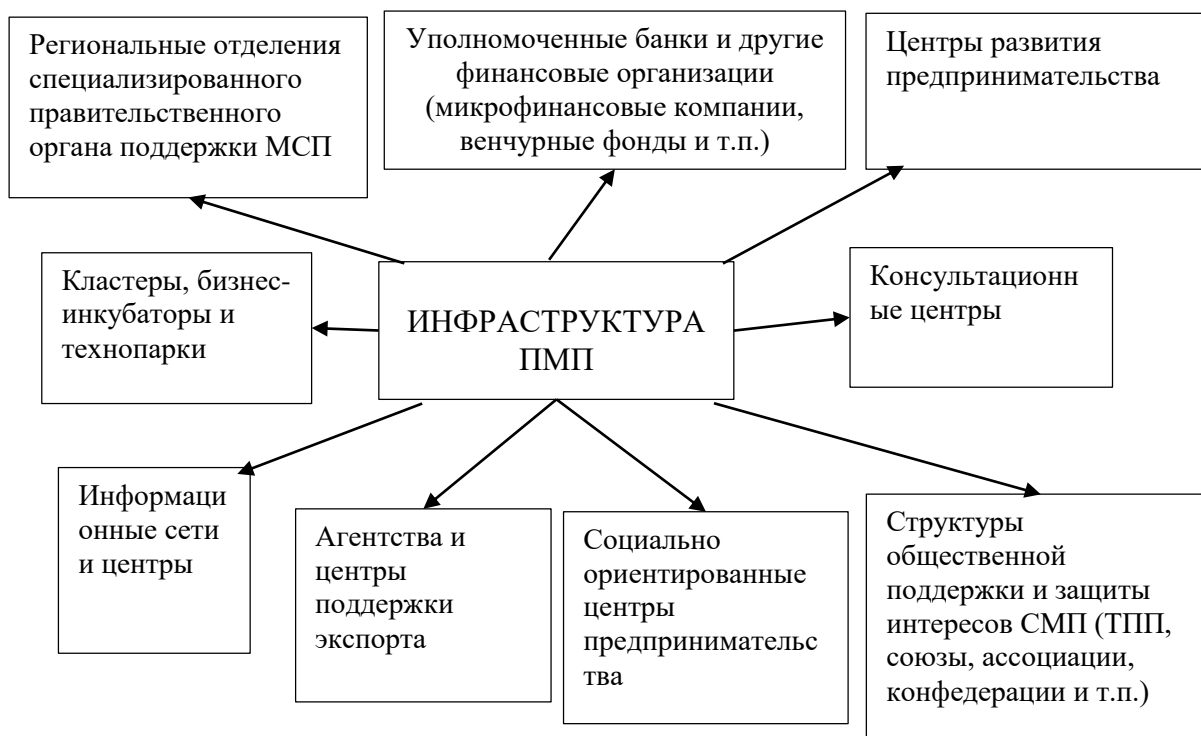 Региональные отделения
специализированного
правительственного
органа поддержки МСП
Уполномоченные банки и другие
финансовые организации
(микрофинансовые компании,
венчурные фонды и т.п.)
Центры развития
предпринимательства
Кластеры, бизнес-
инкубаторы и
технопарки
ИНФРАСТРУКТУРА
ПМП
Консультационн
ые центры
Информаци
онные сети
и центры
Агентства и
центры
поддержки
экспорта
Социально
ориентированные
центры
предпринимательс
тва
Структуры
общественной
поддержки и защиты
интересов СМП (ТПП,
союзы, ассоциации,
конфедерации и т.п.)